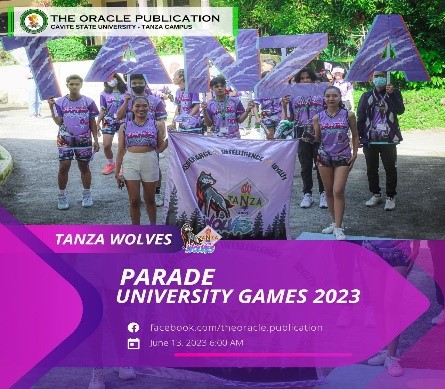 THE ORACLE PUBLICATION
CAVITE STATE UNIVERSITY - TANZA CAMPUS
TANZA
TANZA
TANZA WOLVES
PARADE
UNIVERSITY GAMES 2023
facebook.com/theoracle.publication
June 13, 2023 6:00 AM